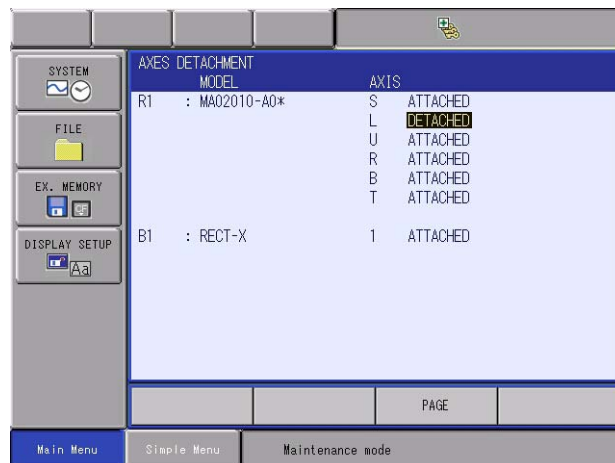 SYSTEM
FILE
EX. MEMORY
CF
DISPLAY SETUP
Aa
AXES DETACHMENT
MODEL AXIS
R1 : MA02010-A0* S ATTACHED
L DETACHED
U ATTACHED
R ATTACHED
B ATTACHED
T ATTACHED
B1 : RECT-X 1 ATTACHED
PAGE
Main Menu Simple Menu Maintenance mode